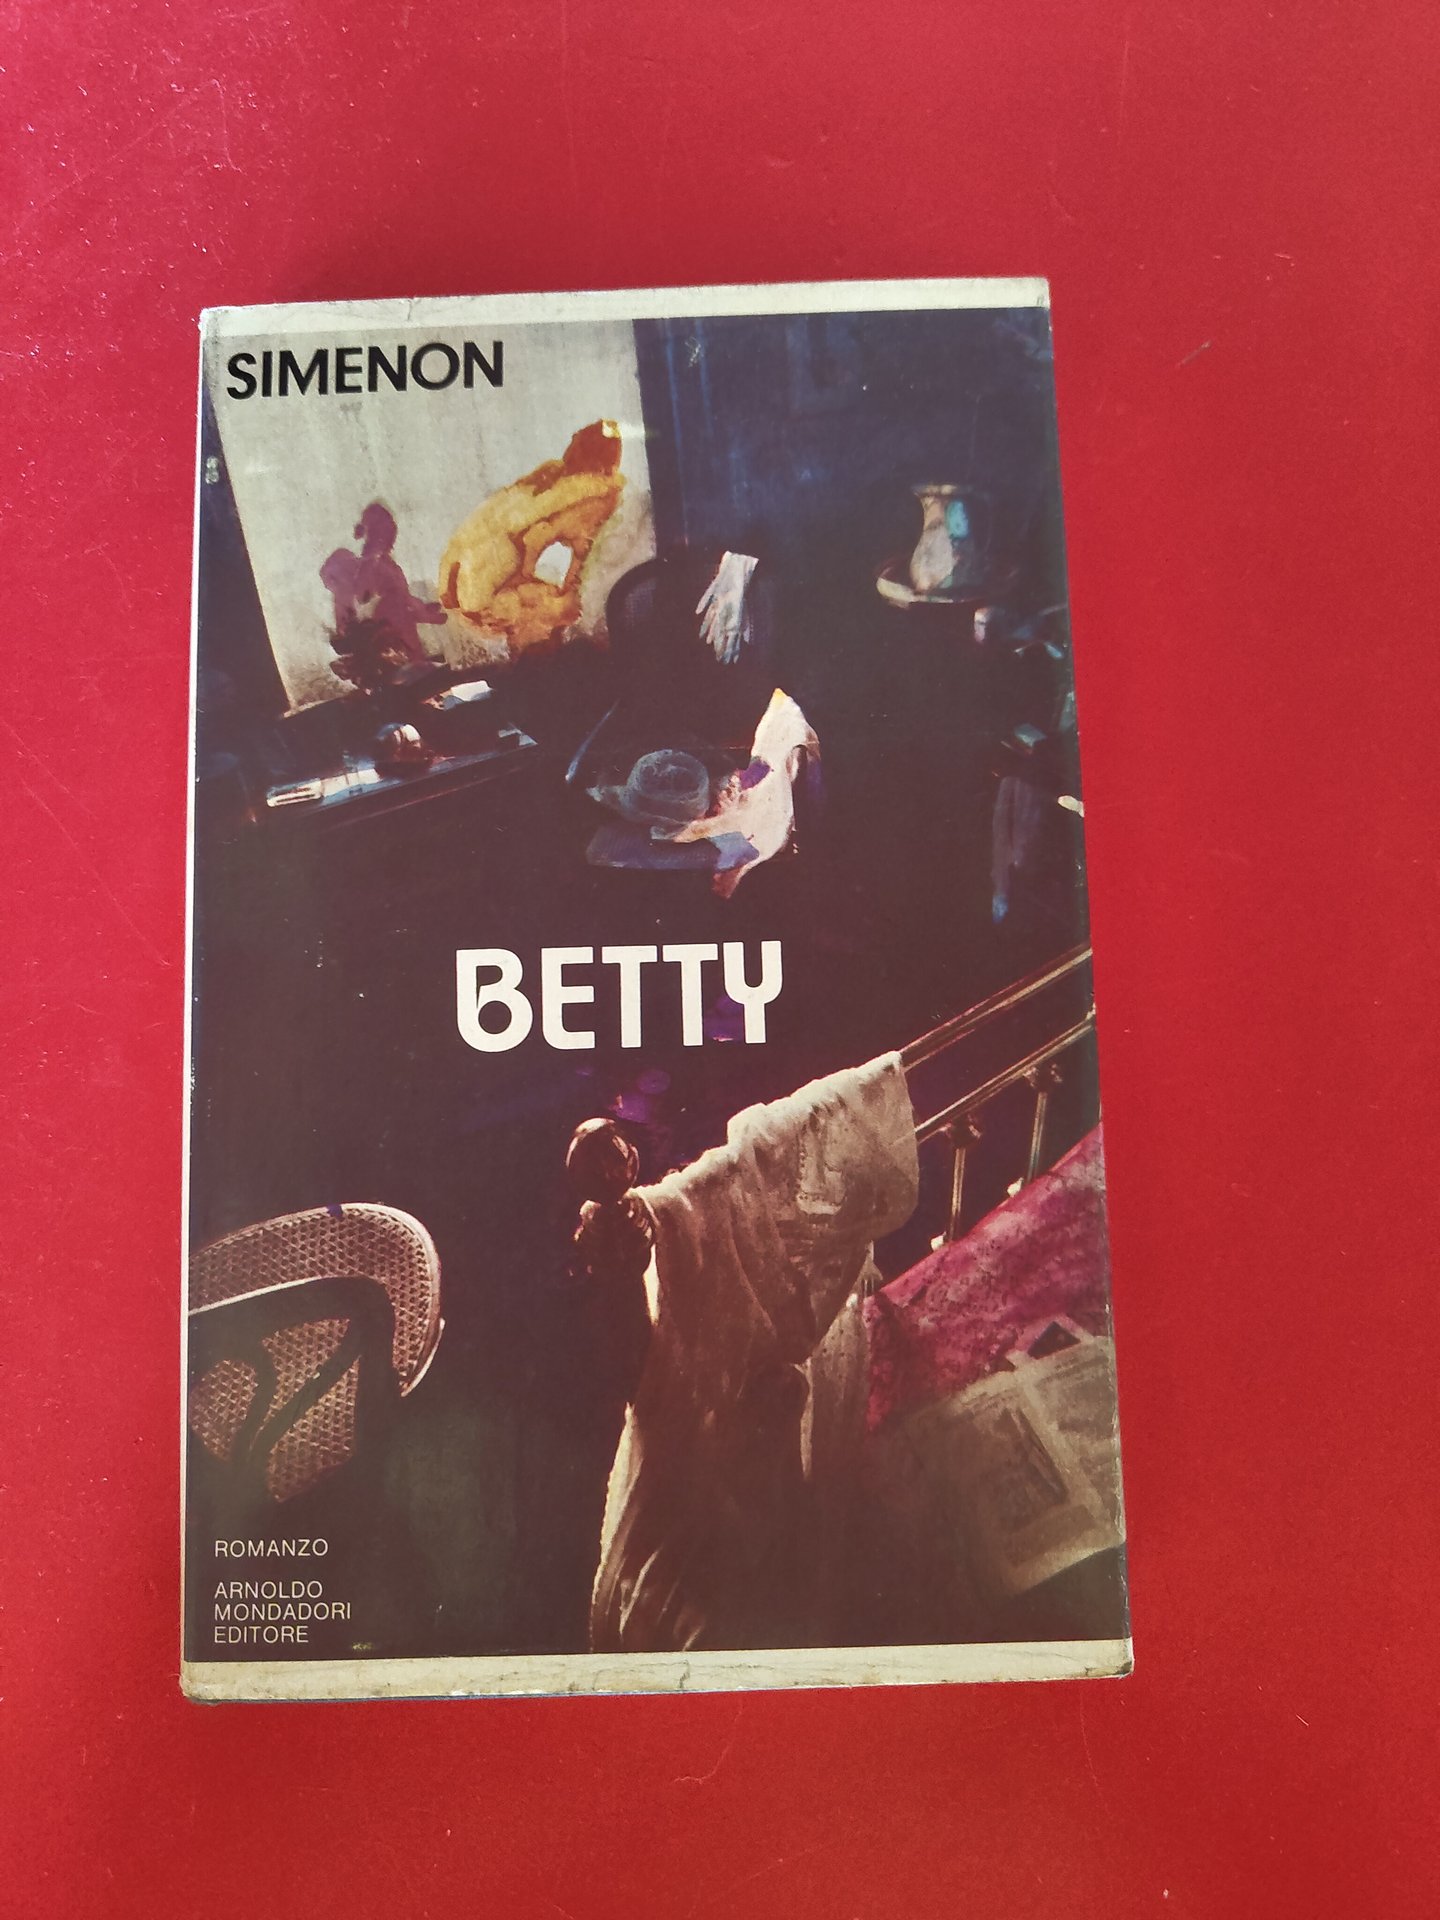 SIMENON
BETTY
ROMANZO
ARNOLDO
MONDADORI
EDITORE